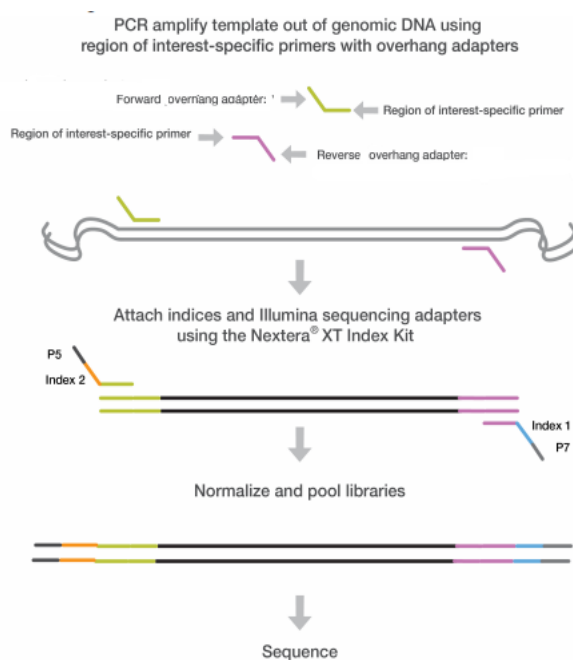 PCR amplify template out of genomic DNA using
region of interest-specific primers with overhang adapters
Forward overhang adapter:
Region of interest-specific primer
Region of interest-specific primer
Reverse overhang adapter:
Attach indices and Illumina sequencing adapters
using the Nextera® XT Index Kit
P5
Index 2
Index 1
P7
Normalize and pool libraries
Sequence